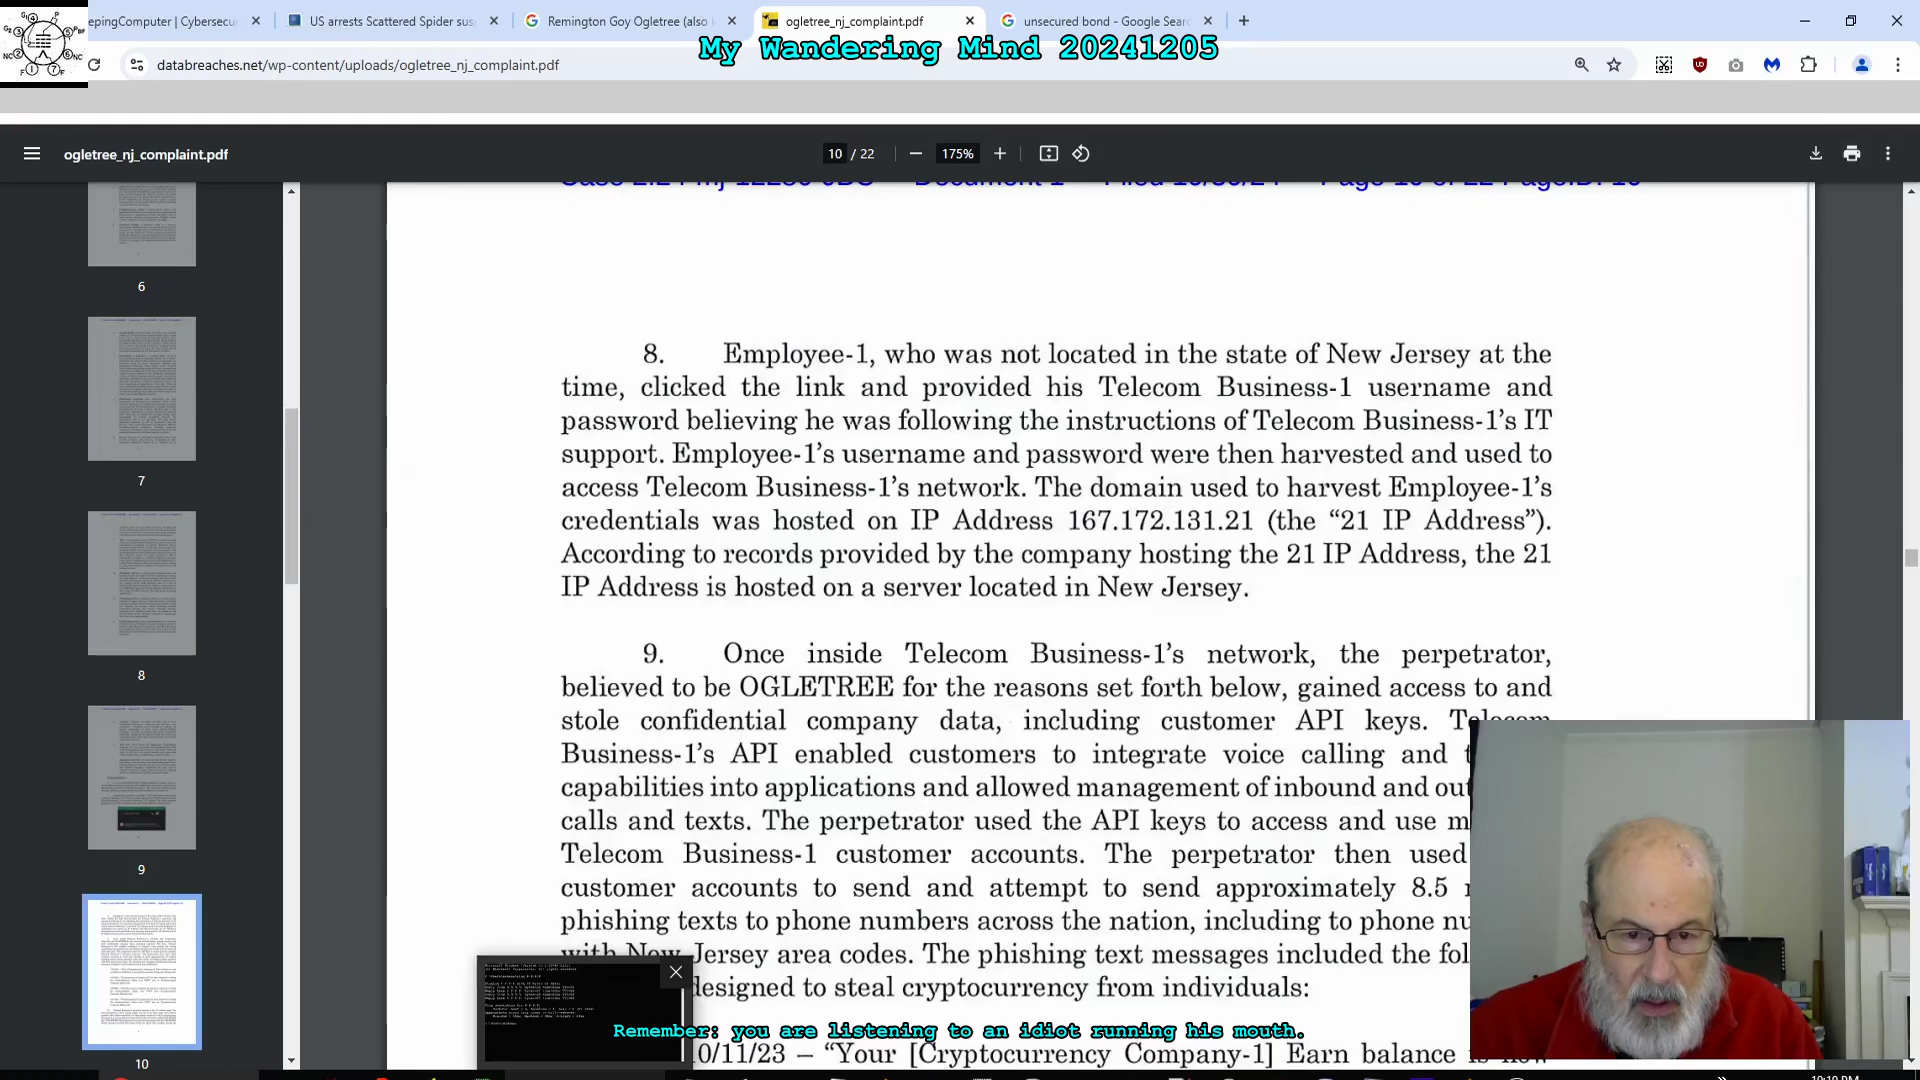 epingComputer | Cybersecu
US arrests Scattered Spider sus
Remington Goy Ogletree (also
ogletree_nj_complaint.pdf
unsecured bond - Google Searc
My Wandering Mind 20241205
databreaches.net/wp-content/uploads/ogletree_nj_complaint.pdf
ogletree_nj_complaint.pdf
10 / 22
175%
6
7
8
9
10
8. Employee-1, who was not located in the state of New Jersey at the
time, clicked the link and provided his Telecom Business-1 username and
password believing he was following the instructions of Telecom Business-1’s IT
support. Employee-1’s username and password were then harvested and used to
access Telecom Business-1’s network. The domain used to harvest Employee-1’s
credentials was hosted on IP Address 167.172.131.21 (the “21 IP Address”).
According to records provided by the company hosting the 21 IP Address, the 21
IP Address is hosted on a server located in New Jersey.
9. Once inside Telecom Business-1’s network, the perpetrator,
believed to be OGLETREE for the reasons set forth below, gained access to and
stole confidential company data, including customer API keys. Telecom
Business-1’s API enabled customers to integrate voice calling and
capabilities into applications and allowed management of inbound and ou
calls and texts. The perpetrator used the API keys to access and use m
Telecom Business-1 customer accounts. The perpetrator then used
customer accounts to send and attempt to send approximately 8.5
phishing texts to phone numbers across the nation, including to phone nu
with New Jersey area codes. The phishing text messages included the fol
designed to steal cryptocurrency from individuals:
Remember: you are listening to an idiot running his mouth.
10/11/23 – “Your [Cryptocurrency Company-1] Earn balance is now